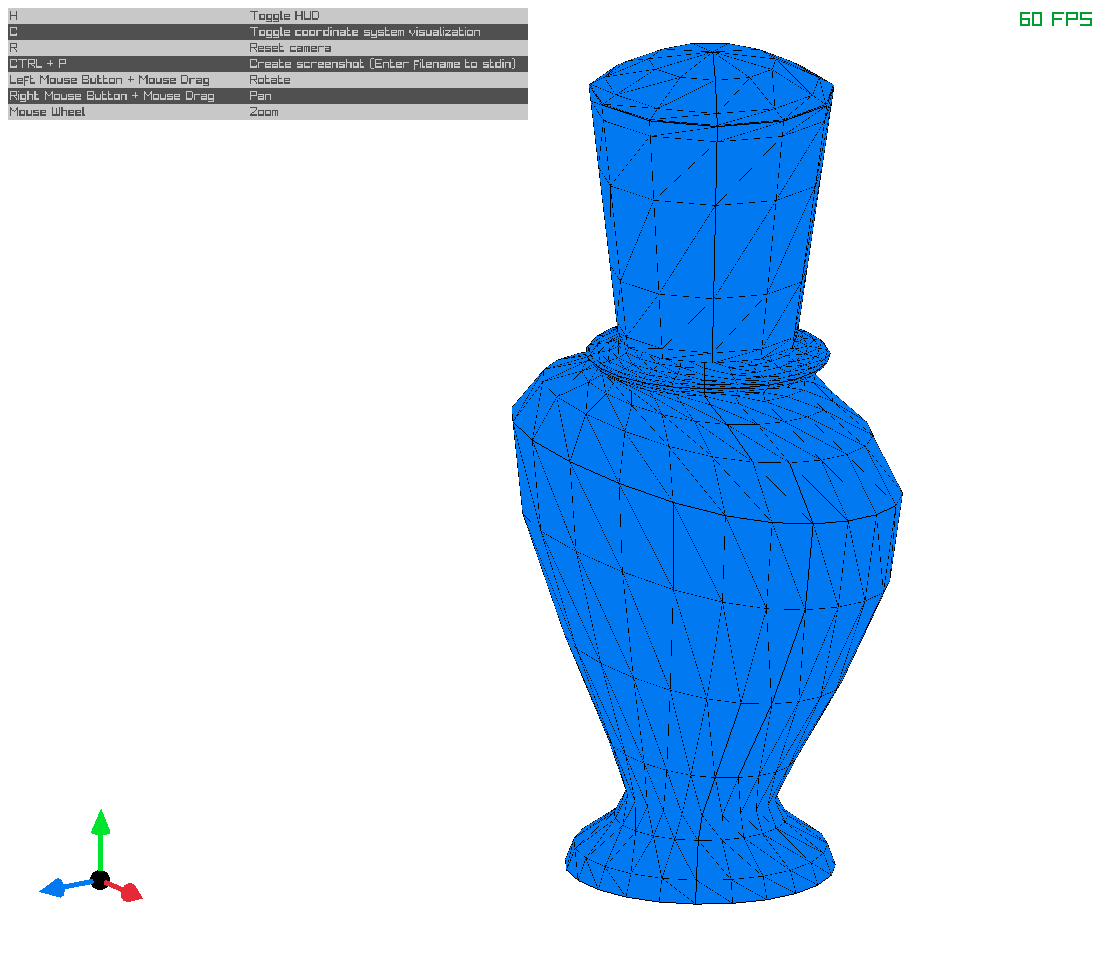 H Toggle HUD
C Toggle coordinate system visualization
R Reset camera
CTRL + P Create screenshot (Enter filename to stdin)
Left Mouse Button + Mouse Drag Rotate
Right Mouse Button + Mouse Drag Pan
Mouse Wheel Zoom
60 FPS